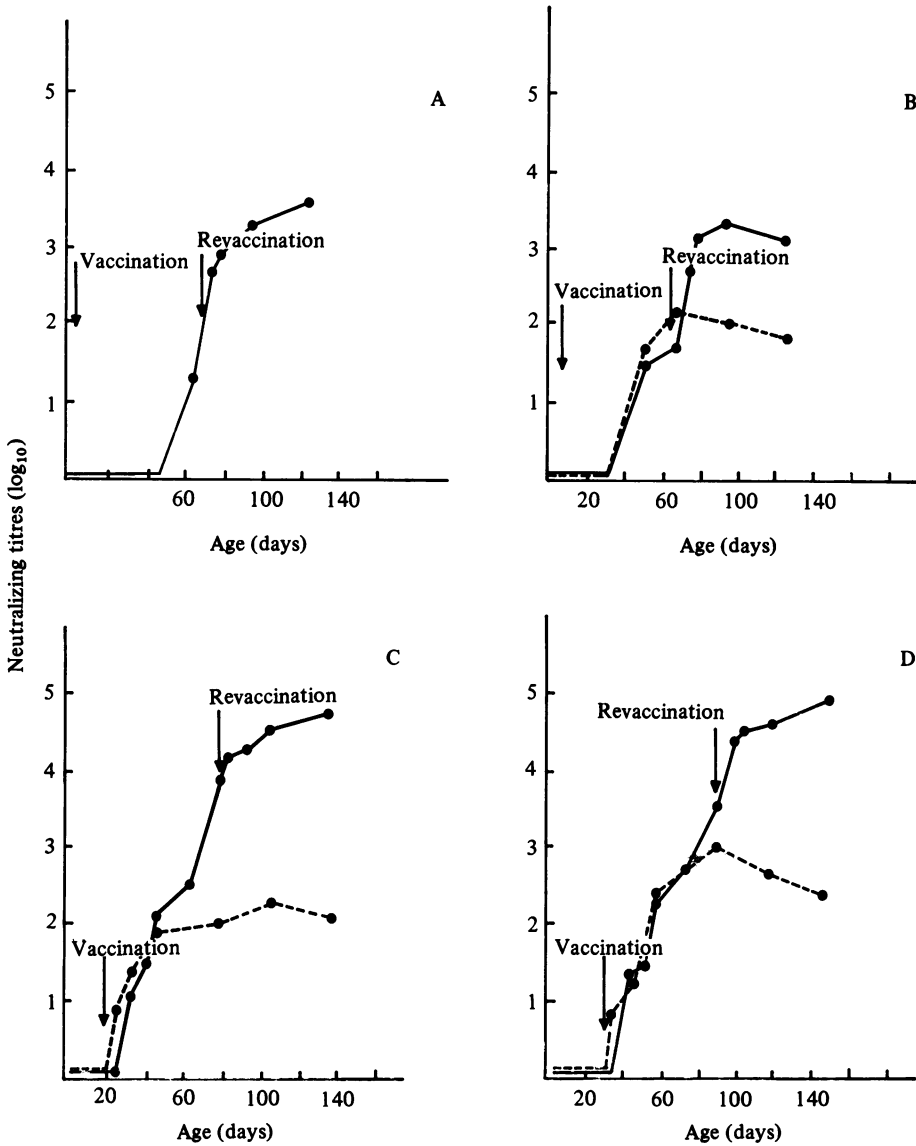 A
5
4
3
2
1
Vaccination
Revaccination
60 100 140
Age (days)
B
5
4
3
2
1
Vaccination
Revaccination
20 60 100 140
Age (days)
Neutralizing titres (log10)
C
5
4
3
2
1
Vaccination
Revaccination
20 60 100 140
Age (days)
D
5
4
3
2
1
Vaccination
Revaccination
20 60 100 140
Age (days)